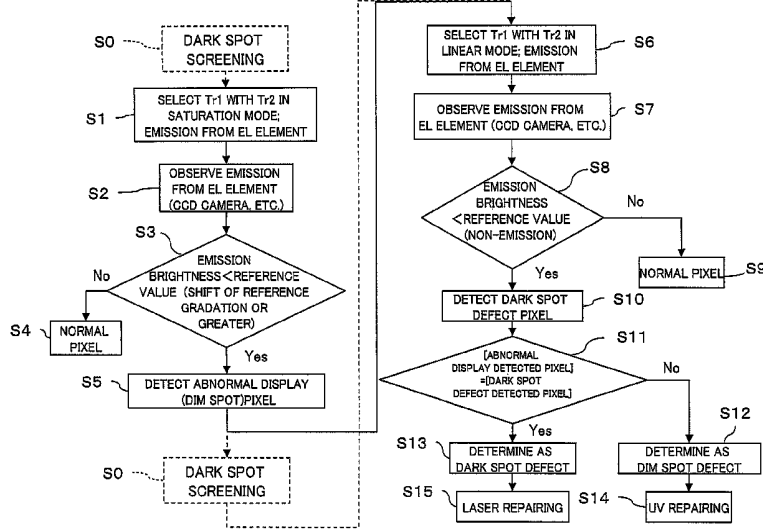 S0
DARK SPOT
SCREENING
S1
SELECT Tr1 WITH Tr2 IN
SATURATION MODE;
EMISSION FROM EL ELEMENT
S2
OBSERVE EMISSION
FROM EL ELEMENT
(CCD CAMERA, ETC.)
S3
EMISSION
BRIGHTNESS<REFERENCE
VALUE (SHIFT OF REFERENCE
GRADATION OR
GREATER)
No
Yes
S4
NORMAL
PIXEL
S5
DETECT ABNORMAL DISPLAY
(DIM SPOT)PIXEL
S0
DARK SPOT
SCREENING
SELECT Tr1 WITH Tr2 IN
LINEAR MODE; EMISSION
FROM EL ELEMENT
S6
OBSERVE EMISSION FROM
EL ELEMENT (CCD CAMERA, ETC.)
S7
S8
EMISSION
BRIGHTNESS
<REFERENCE VALUE
(NON-EMISSION)
No
Yes
NORMAL PIXEL
S9
DETECT DARK SPOT
DEFECT PIXEL
S10
S11
[ABNORMAL
DISPLAY DETECTED PIXEL]
=[DARK SPOT
DEFECT DETECTED PIXEL]
No
Yes
S13
DETERMINE AS
DARK SPOT DEFECT
S12
DETERMINE AS
DIM SPOT DEFECT
S15
LASER REPAIRING
S14
UV REPAIRING